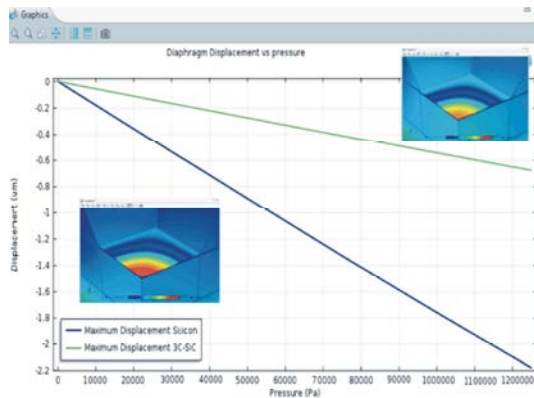 Graphics
Diaphragm Displacement vs pressure
0
-0.2
-0.4
-0.6
-0.8
-1
-1.2
-1.4
-1.6
-1.8
-2
-2.2
Displacement (um)
Maximum Displacement Silicon
Maximum Displacement 3C-SiC
0 10000 20000 30000 40000 50000 60000 70000 80000 90000 1000000 1100000 1200000
Pressure (Pa)